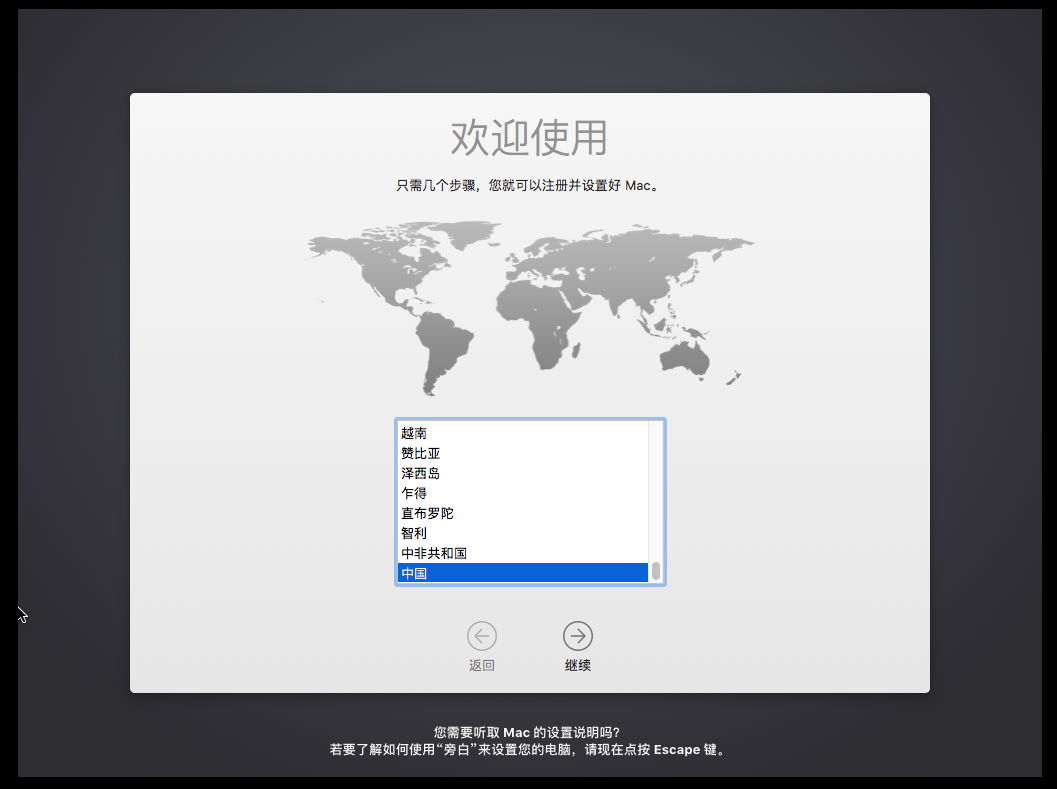 欢迎使用
只需几个步骤，您就可以注册并设置好 Mac。
越南
赞比亚
泽西岛
乍得
直布罗陀
智利
中非共和国
中国
返回
继续
您需要听取 Mac 的设置说明吗？
若要了解如何使用“旁白”来设置您的电脑，请现在点按 Escape 键。